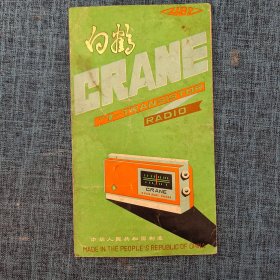 白鹤
CRANE
TRANSISTOR
RADIO
CRANE
中华人民共和国制造
MADE IN THE PEOPLE'S REPUBLIC OF CHINA